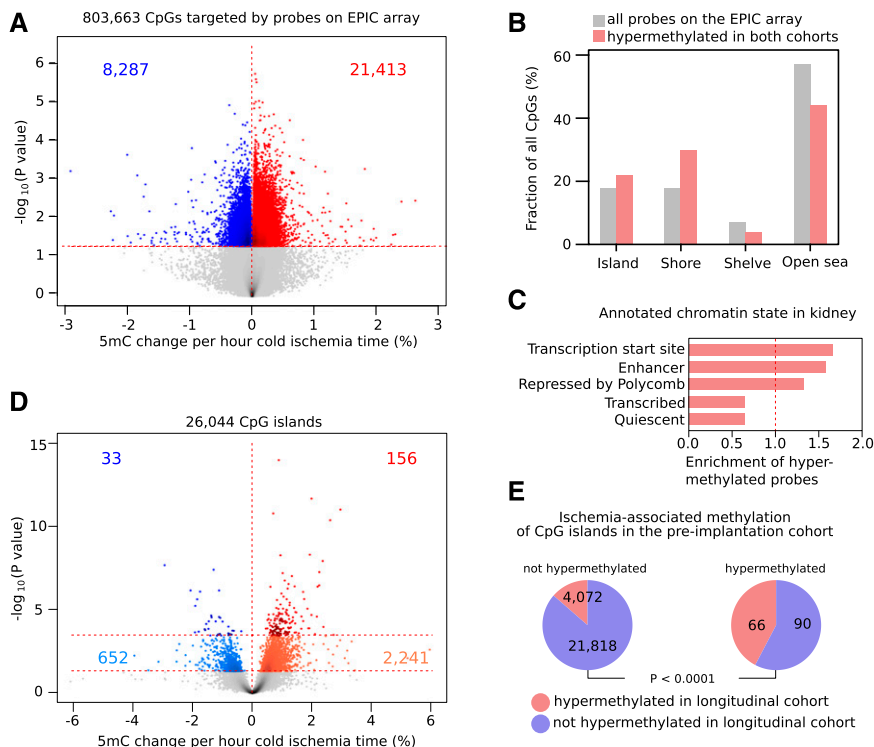 A
803,663 CpGs targeted by probes on EPIC array
8,287
21,413
-log10(P value)
6
5
4
3
2
1
0
-3
-2
-1
0
1
2
3
5mC change per hour cold ischemia time (%)
B
all probes on the EPIC array
hypermethylated in both cohorts
Fraction of all CpGs (%)
60
40
20
0
Island
Shore
Shelve
Open sea
C
Annotated chromatin state in kidney
Transcription start site
Enhancer
Repressed by Polycomb
Transcribed
Quiescent
0.0
0.5
1.0
1.5
2.0
Enrichment of hyper-
methylated probes
D
26,044 CpG islands
33
156
652
2,241
-log10(P value)
15
10
5
0
-6
-4
-2
0
2
4
6
5mC change per hour cold ischemia time (%)
E
Ischemia-associated methylation
of CpG islands in the pre-implantation cohort
not hypermethylated
hypermethylated
4,072
21,818
66
90
P < 0.0001
hypermethylated in longitudinal cohort
not hypermethylated in longitudinal cohort